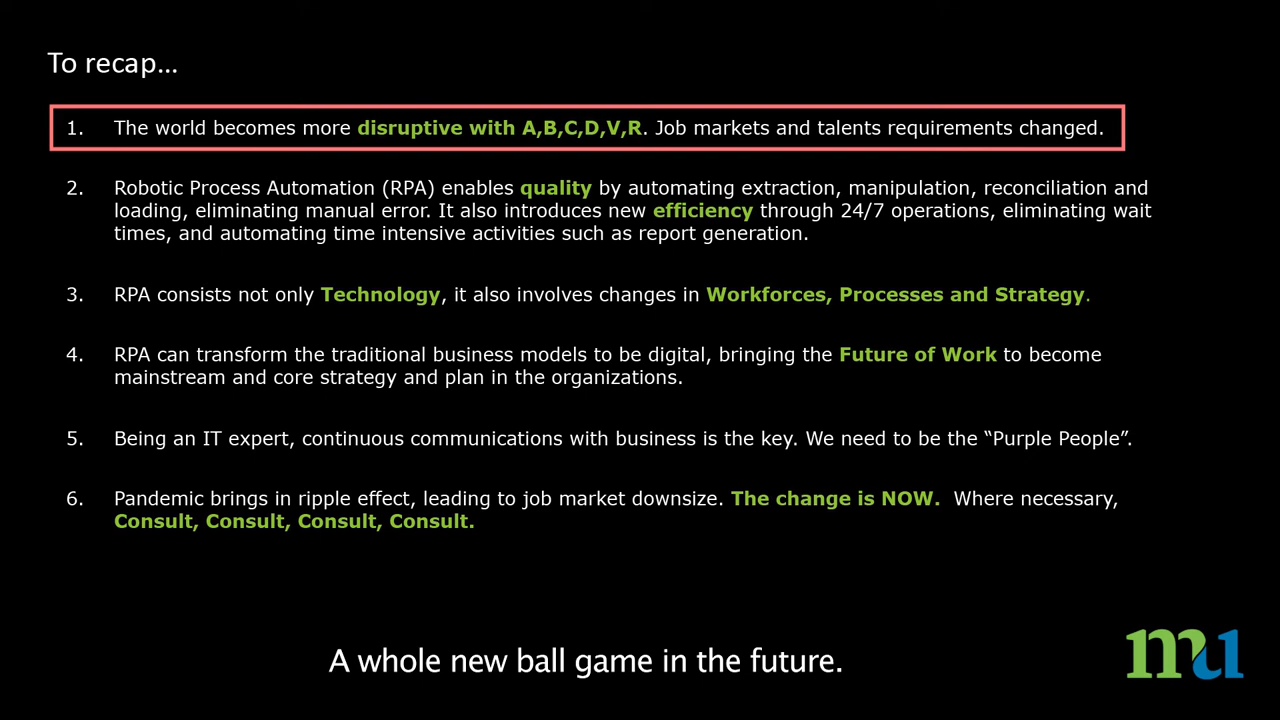 To recap...
1. The world becomes more disruptive with A,B,C,D,V,R. Job markets and talents requirements changed.
2. Robotic Process Automation (RPA) enables quality by automating extraction, manipulation, reconciliation and
loading, eliminating manual error. It also introduces new efficiency through 24/7 operations, eliminating wait
times, and automating time intensive activities such as report generation.
3. RPA consists not only Technology, it also involves changes in Workforces, Processes and Strategy.
4. RPA can transform the traditional business models to be digital, bringing the Future of Work to become
mainstream and core strategy and plan in the organizations.
5. Being an IT expert, continuous communications with business is the key. We need to be the “Purple People”.
6. Pandemic brings in ripple effect, leading to job market downsize. The change is NOW. Where necessary,
Consult, Consult, Consult, Consult.
A whole new ball game in the future.
mu